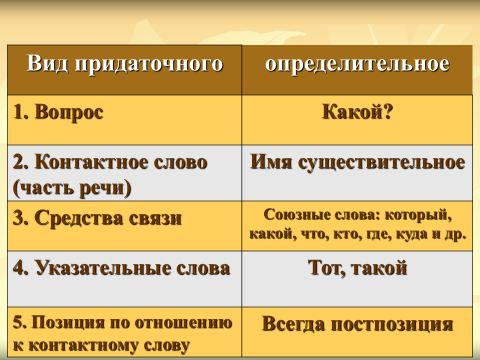 Вид придаточного
определительное
1. Вопрос
Какой?
2. Контактное слово
(часть речи)
Имя существительное
3. Средства связи
Союзные слова: который,
какой, что, кто, где, куда и др.
4. Указательные слова
Тот, такой
5. Позиция по отношению
к контактному слову
Всегда постпозиция